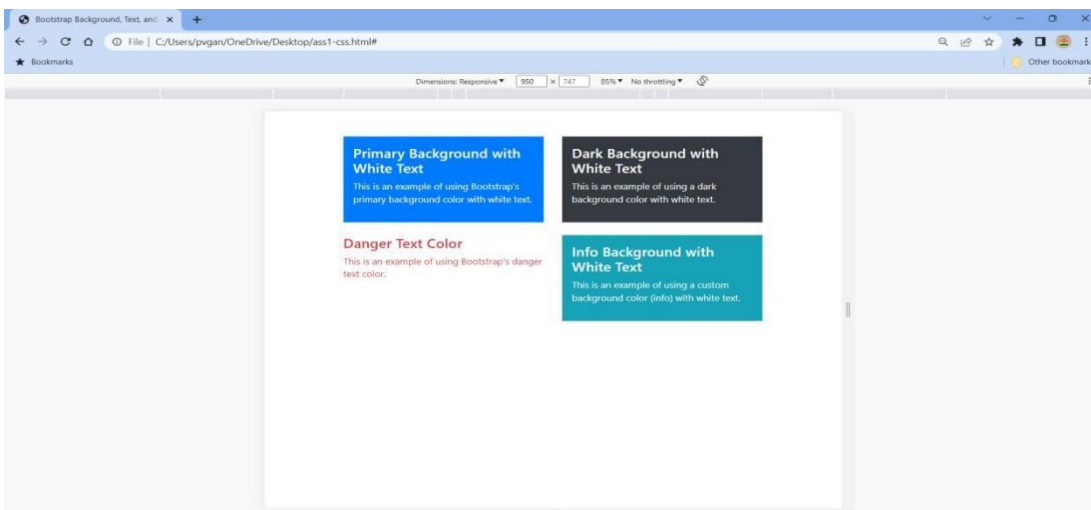 Bootstrap Background, Text, and
File | C:/Users/pvgan/OneDrive/Desktop/ass1-css.html#
Bookmarks
Other bookmark
Dimensions: Responsive ▼ 950 × 747 85% ▼ No throttling ▼
Primary Background with
White Text
This is an example of using Bootstrap's
primary background color with white text.
Dark Background with
White Text
This is an example of using a dark
background color with white text.
Danger Text Color
This is an example of using Bootstrap's danger
text color.
Info Background with
White Text
This is an example of using a custom
background color (info) with white text.